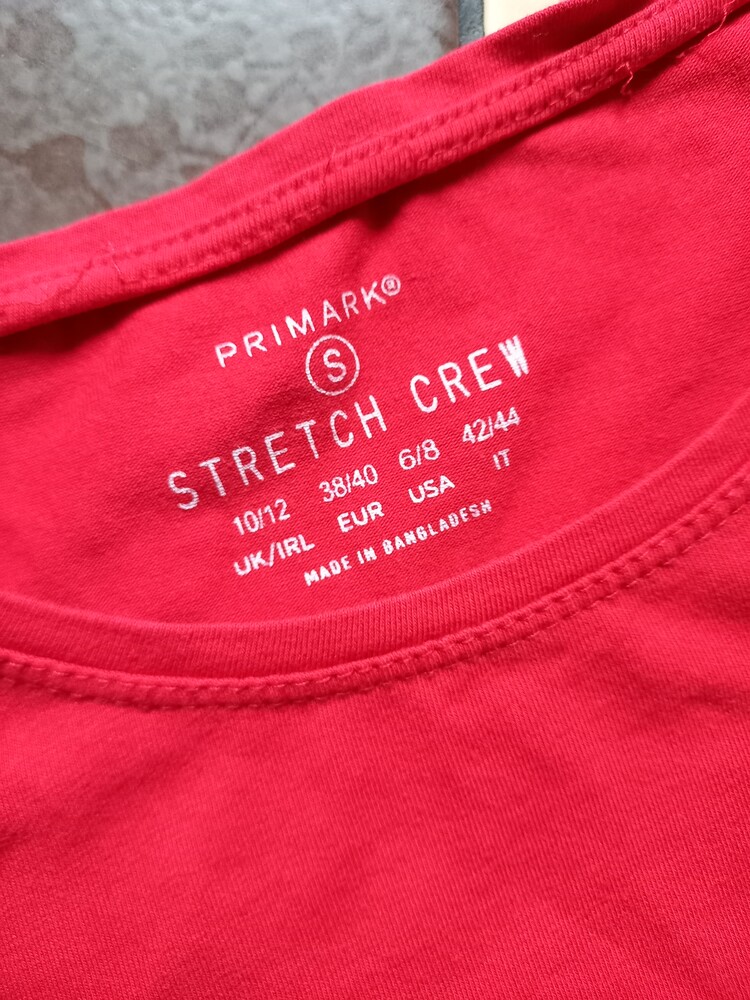 PRIMARK®
S
STRETCH CREW
10/12 38/40 6/8 42/44
UK/IRL EUR USA IT
MADE IN BANGLADESH